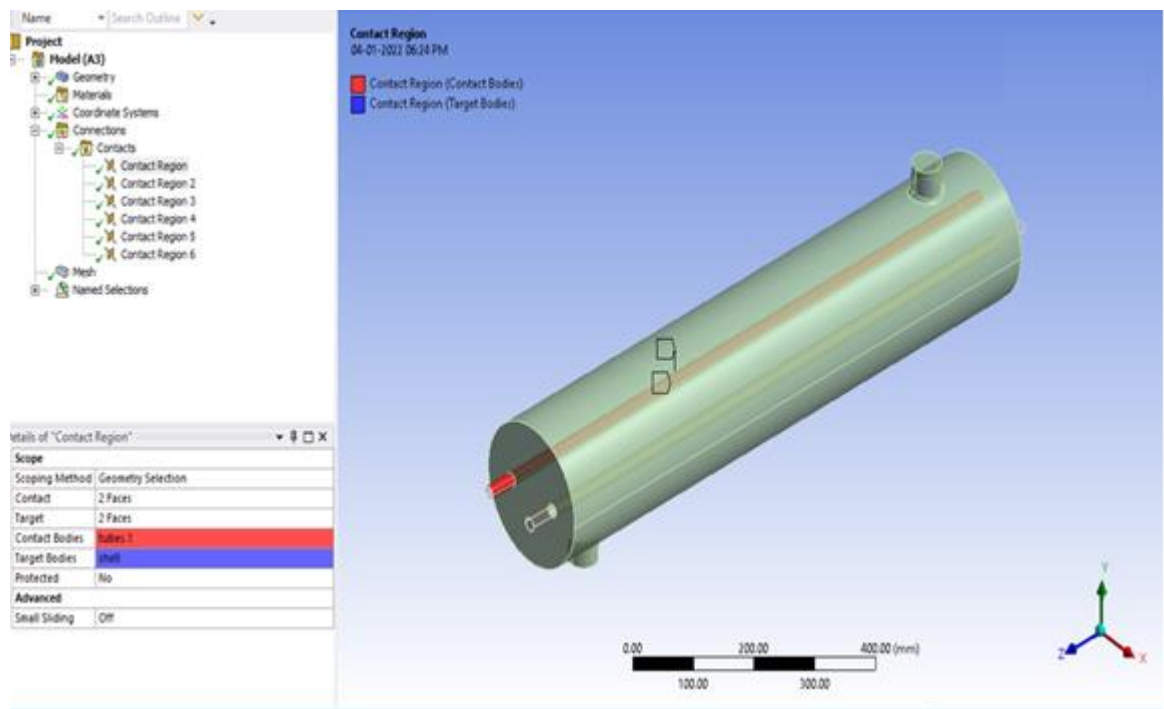 Name Search Outline
Project
Model (A3)
Geometry
Materials
Coordinate Systems
Connections
Contacts
Contact Region
Contact Region 2
Contact Region 3
Contact Region 4
Contact Region 5
Contact Region 6
Mesh
Named Selections
etails of "Contact Region"
Scope
Scoping Method Geometry Selection
Contact 2 Faces
Target 2 Faces
Contact Bodies tubes 1
Target Bodies shell
Protected No
Advanced
Small Sliding Off
Contact Region
04-01-2022 06:24 PM
Contact Region (Contact Bodies)
Contact Region (Target Bodies)
0.00 200.00 400.00 (mm)
100.00 300.00
Y
Z X